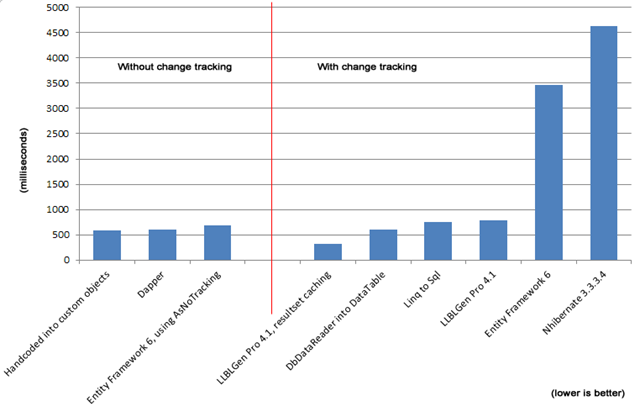 5000
4500
4000
3500
3000
2500
2000
1500
1000
500
0
(milliseconds)
Without change tracking
With change tracking
Handcoded into custom objects
Dapper
Entity Framework 6, using AsNoTracking
LLBLGen Pro 4.1, resultset caching
DbDataReader into DataTable
Linq to Sql
LLBLGen Pro 4.1
Entity Framework 6
Nhibernate 3.3.3.4
(lower is better)